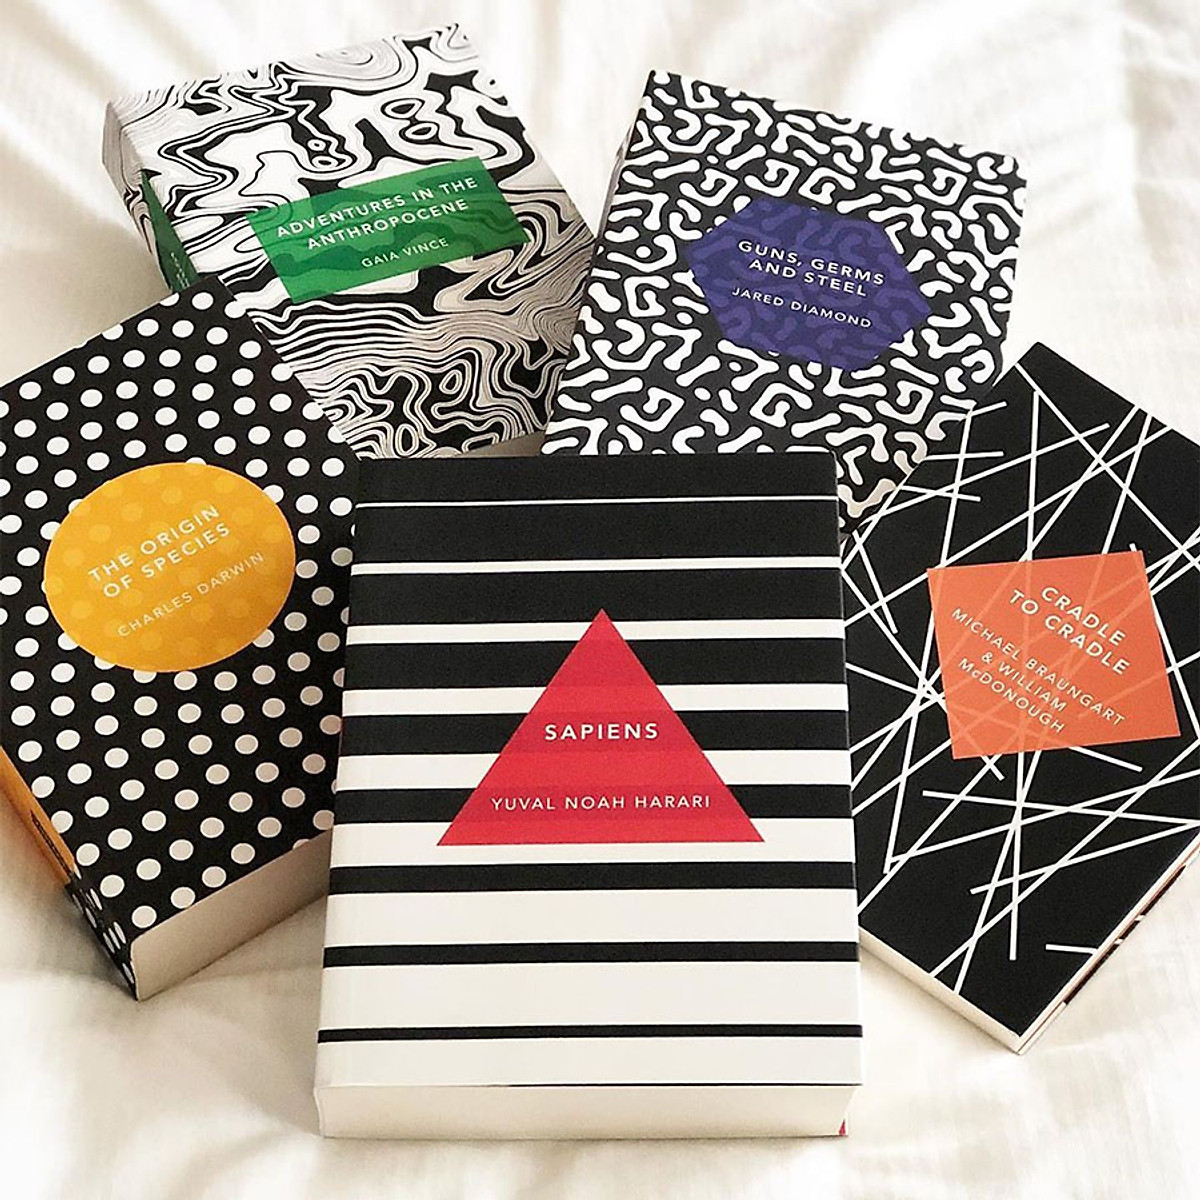 ADVENTURES IN THE
ANTHROPOCENE
GAIA VINCE
GUNS, GERMS
AND STEEL
JARED DIAMOND
THE ORIGIN
OF SPECIES
CHARLES DARWIN
SAPIENS
YUVAL NOAH HARARI
CRADLE
TO CRADLE
MICHAEL BRAUNGART
& WILLIAM
McDONOUGH